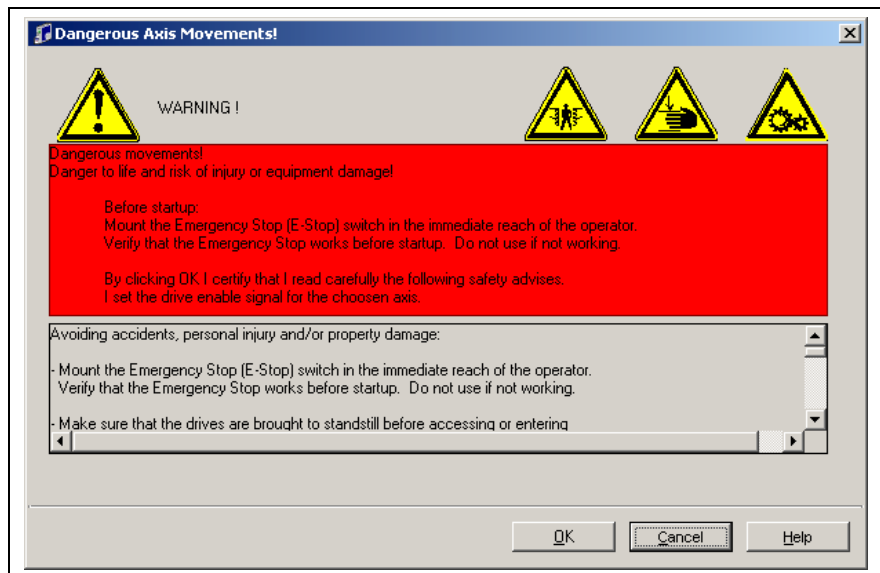 Dangerous Axis Movements!
WARNING !
Dangerous movements!
Danger to life and risk of injury or equipment damage!
Before startup:
Mount the Emergency Stop (E-Stop) switch in the immediate reach of the operator.
Verify that the Emergency Stop works before startup. Do not use if not working.
By clicking OK I certify that I read carefully the following safety advises.
I set the drive enable signal for the choosen axis.
Avoiding accidents, personal injury and/or property damage:
- Mount the Emergency Stop (E-Stop) switch in the immediate reach of the operator.
Verify that the Emergency Stop works before startup. Do not use if not working.
- Make sure that the drives are brought to standstill before accessing or entering
OK Cancel Help